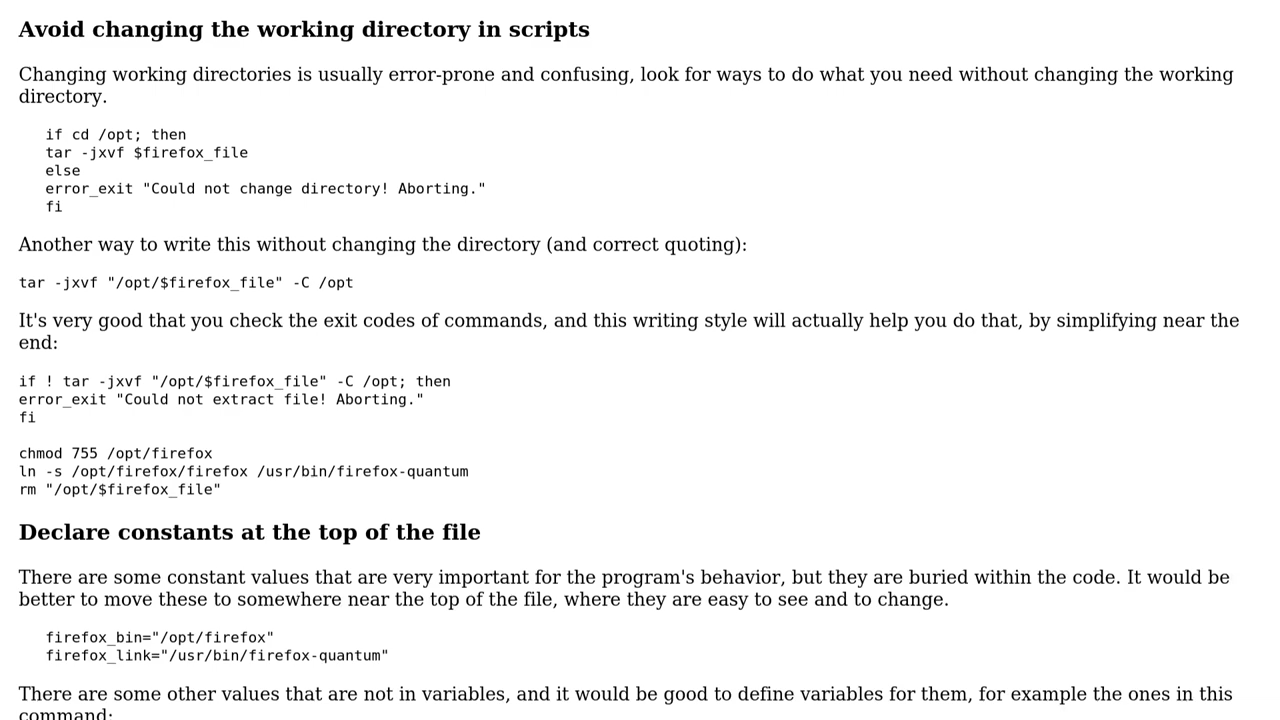 Avoid changing the working directory in scripts
Changing working directories is usually error-prone and confusing, look for ways to do what you need without changing the working
directory.
if cd /opt; then
tar -jxvf $firefox_file
else
error_exit "Could not change directory! Aborting."
fi
Another way to write this without changing the directory (and correct quoting):
tar -jxvf "/opt/$firefox_file" -C /opt
It's very good that you check the exit codes of commands, and this writing style will actually help you do that, by simplifying near the
end:
if ! tar -jxvf "/opt/$firefox_file" -C /opt; then
error_exit "Could not extract file! Aborting."
fi
chmod 755 /opt/firefox
ln -s /opt/firefox/firefox /usr/bin/firefox-quantum
rm "/opt/$firefox_file"
Declare constants at the top of the file
There are some constant values that are very important for the program's behavior, but they are buried within the code. It would be
better to move these to somewhere near the top of the file, where they are easy to see and to change.
firefox_bin="/opt/firefox"
firefox_link="/usr/bin/firefox-quantum"
There are some other values that are not in variables, and it would be good to define variables for them, for example the ones in this
command: